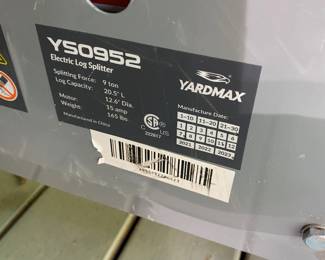 YS0952
Electric Log Splitter
Splitting Force: 9 ton
Log Capacity: 20.5" L
12.6" Dia.
Motor: 15 amp
Weight: 165 lbs
Manufactured in China
YARDMAX
Manufacture Date:
1-10 11-20 21-30
1 2 3 4 5 6
7 8 9 10 11 12
2021 2022 2023
C US